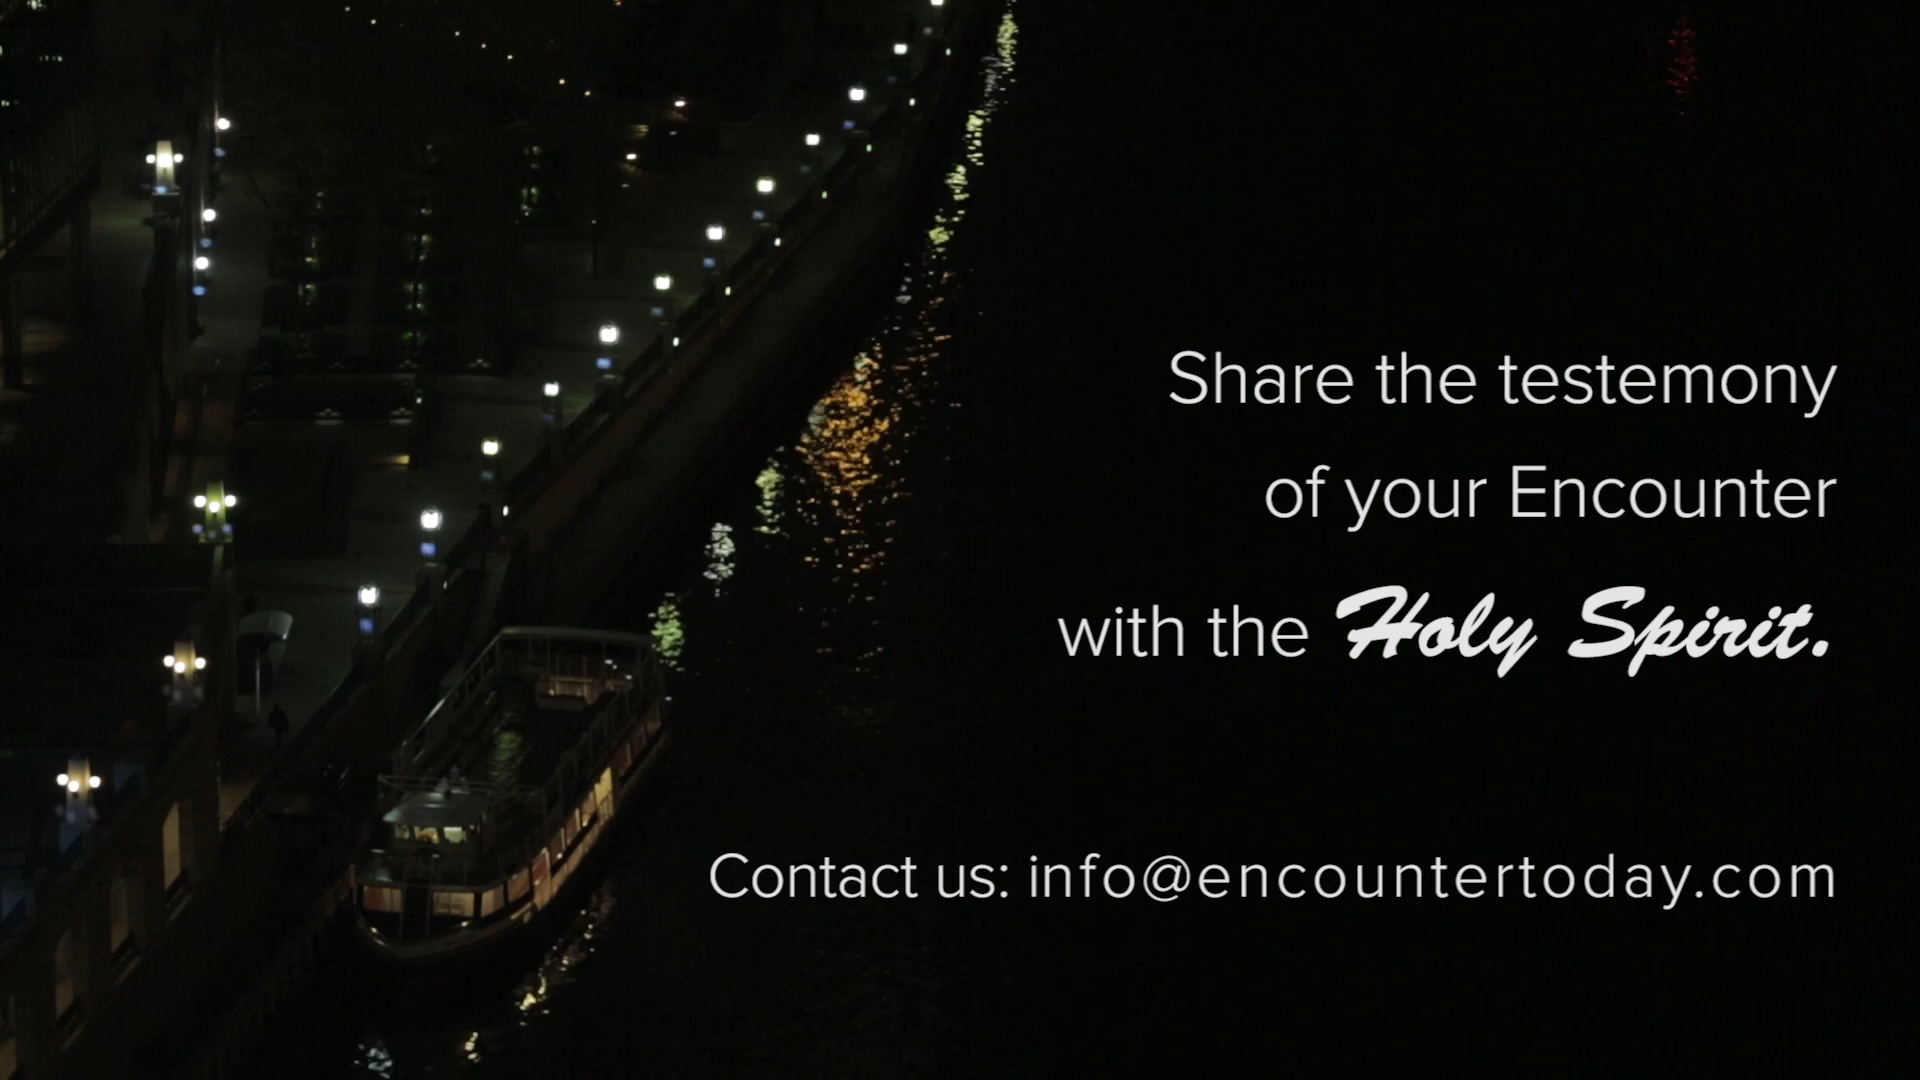 Share the testemony
of your Encounter
with the Holy Spirit.
Contact us: info@encountertoday.com